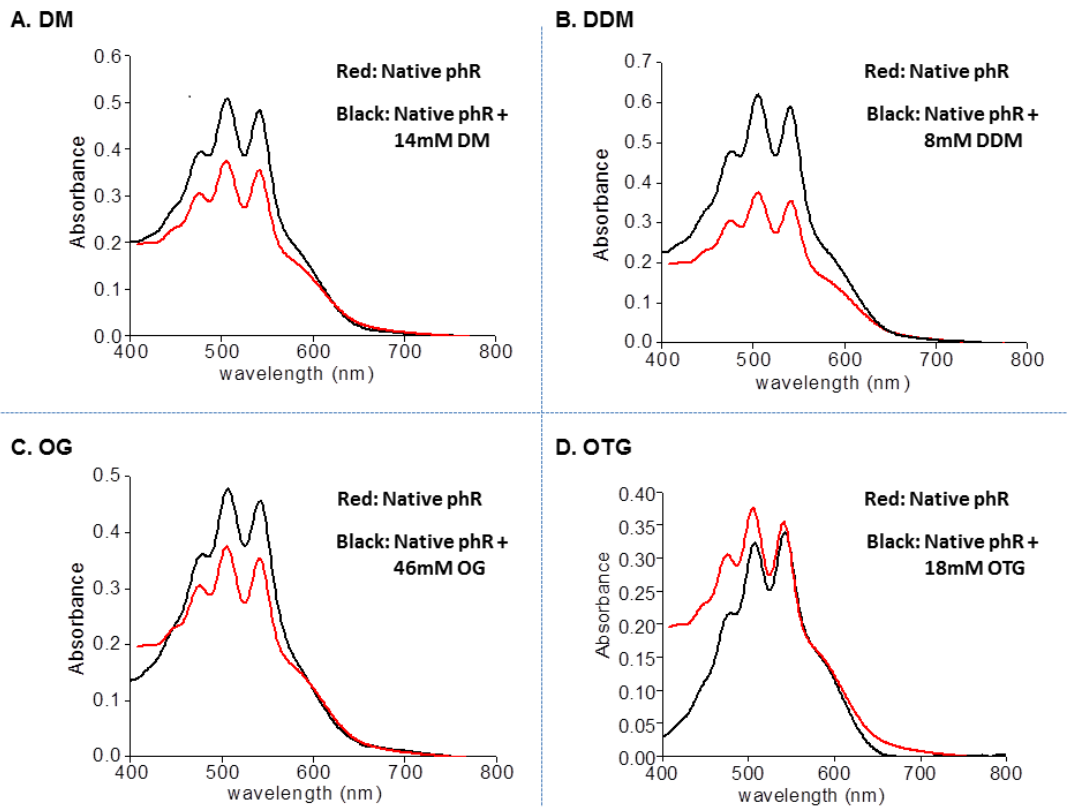 A. DM
Red: Native phR
Black: Native phR +
14mM DM
Absorbance
0.6
0.5
0.4
0.3
0.2
0.1
0.0
400 500 600 700 800
wavelength (nm)
B. DDM
Red: Native phR
Black: Native phR +
8mM DDM
Absorbance
0.7
0.6
0.5
0.4
0.3
0.2
0.1
0.0
400 500 600 700 800
wavelength (nm)
C. OG
Red: Native phR
Black: Native phR +
46mM OG
Absorbance
0.5
0.4
0.3
0.2
0.1
0.0
400 500 600 700 800
wavelength (nm)
D. OTG
Red: Native phR
Black: Native phR +
18mM OTG
Absorbance
0.40
0.35
0.30
0.25
0.20
0.15
0.10
0.05
0.00
400 500 600 700 800
wavelength (nm)